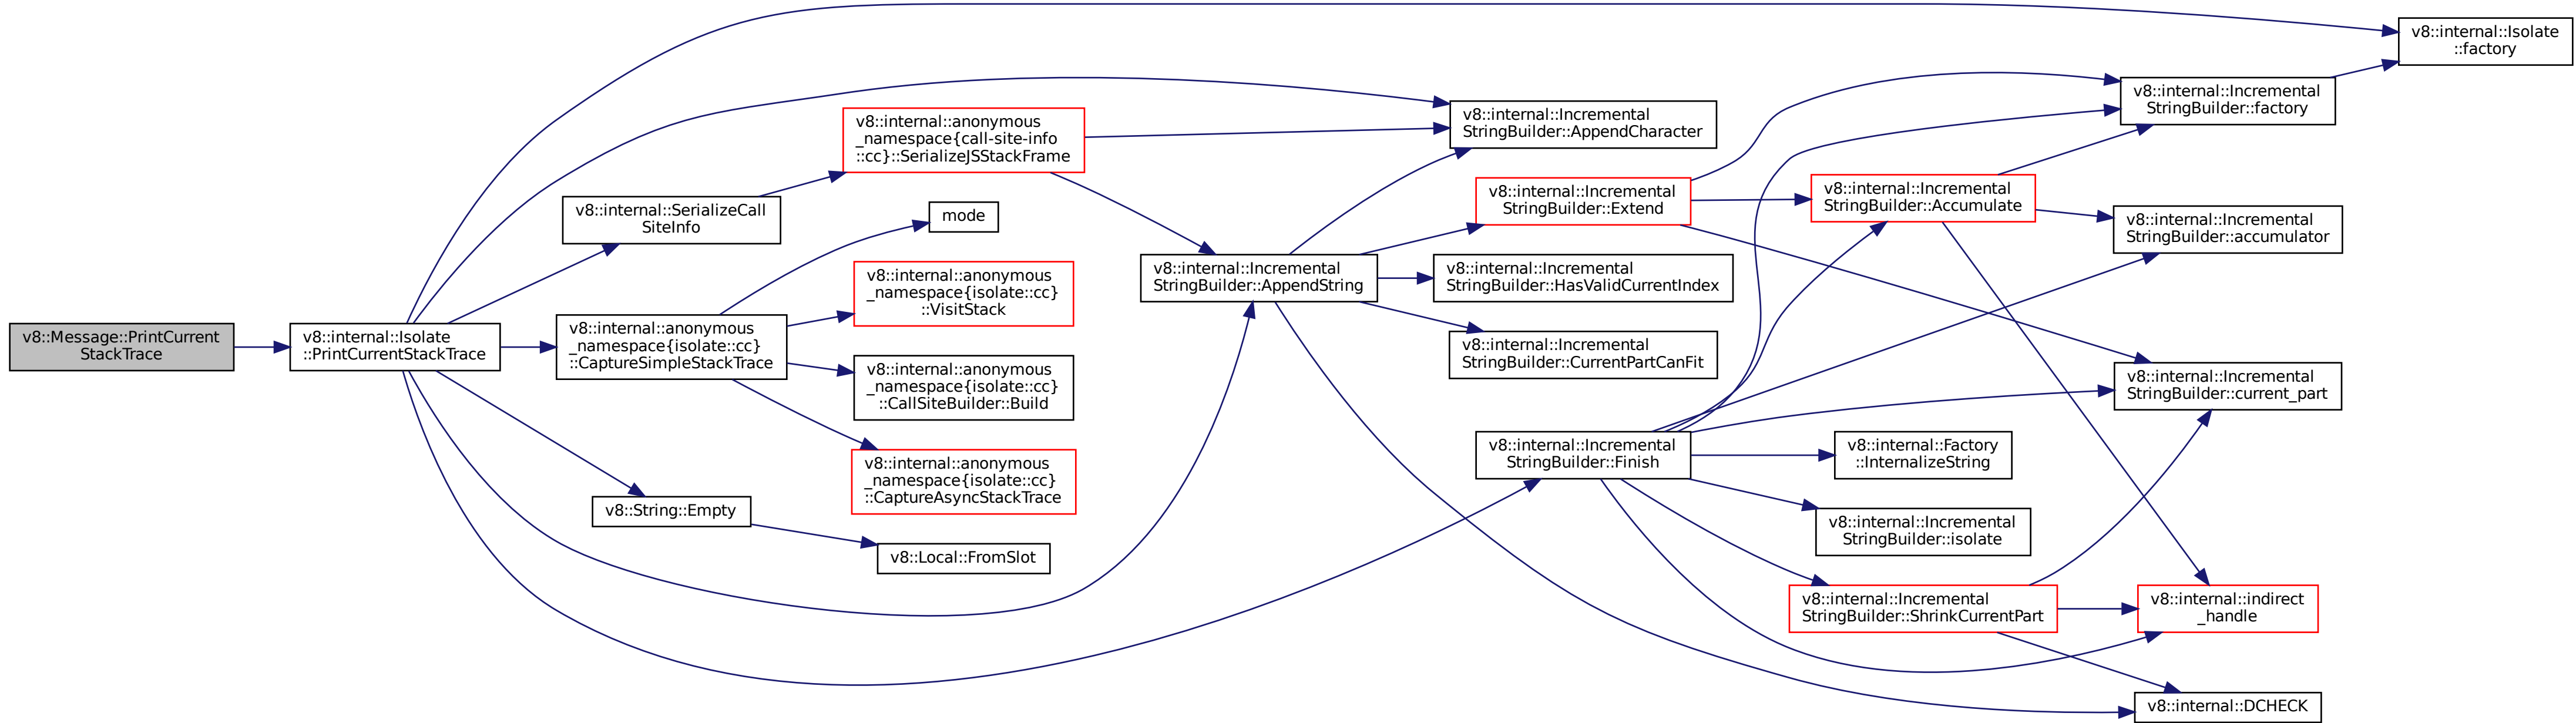 v8::Message::PrintCurrent
StackTrace
v8::internal::Isolate
::PrintCurrentStackTrace
v8::internal::SerializeCall
SiteInfo
v8::internal::anonymous
_namespace{isolate::cc}
::CaptureSimpleStackTrace
v8::String::Empty
v8::internal::anonymous
_namespace{call-site-info
::cc}::SerializeJSStackFrame
mode
v8::internal::anonymous
_namespace{isolate::cc}
::VisitStack
v8::internal::anonymous
_namespace{isolate::cc}
::CallSiteBuilder::Build
v8::internal::anonymous
_namespace{isolate::cc}
::CaptureAsyncStackTrace
v8::Local::FromSlot
v8::internal::Incremental
StringBuilder::AppendString
v8::internal::Incremental
StringBuilder::AppendCharacter
v8::internal::Incremental
StringBuilder::Extend
v8::internal::Incremental
StringBuilder::HasValidCurrentIndex
v8::internal::Incremental
StringBuilder::CurrentPartCanFit
v8::internal::Incremental
StringBuilder::Finish
v8::internal::Incremental
StringBuilder::Accumulate
v8::internal::Factory
::InternalizeString
v8::internal::Incremental
StringBuilder::isolate
v8::internal::Incremental
StringBuilder::ShrinkCurrentPart
v8::internal::Incremental
StringBuilder::factory
v8::internal::Incremental
StringBuilder::accumulator
v8::internal::Incremental
StringBuilder::current_part
v8::internal::indirect
_handle
v8::internal::DCHECK
v8::internal::Isolate
::factory